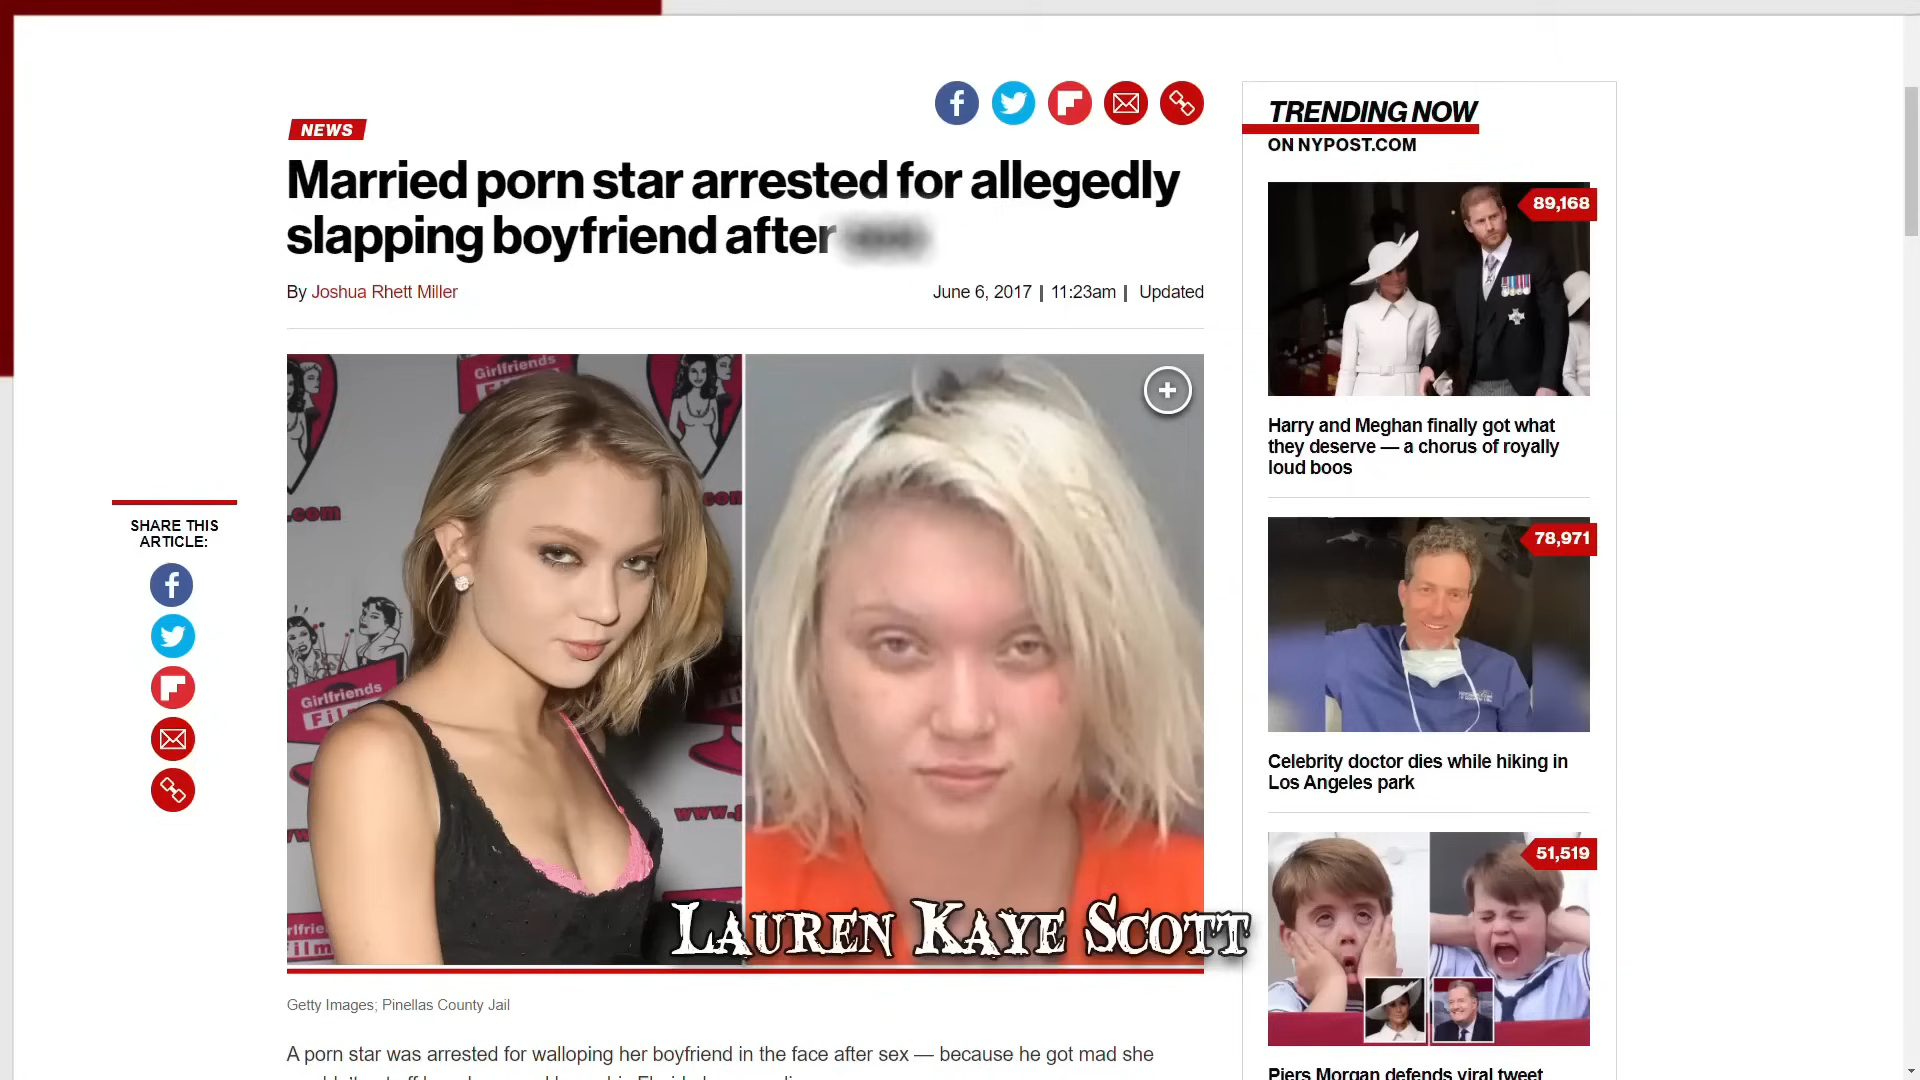 NEWS
Married porn star arrested for allegedly
slapping boyfriend after
By Joshua Rhett Miller
June 6, 2017 | 11:23am | Updated
Girlfriends
.com
.com
Girlfriends
Film
www.
SHARE THIS
ARTICLE:
LAUREN KAYE SCOTT
Getty Images; Pinellas County Jail
A porn star was arrested for walloping her boyfriend in the face after sex — because he got mad she
TRENDING NOW
ON NYPOST.COM
89,168
Harry and Meghan finally got what
they deserve — a chorus of royally
loud boos
78,971
Celebrity doctor dies while hiking in
Los Angeles park
51,519
Piers Morgan defends viral tweet